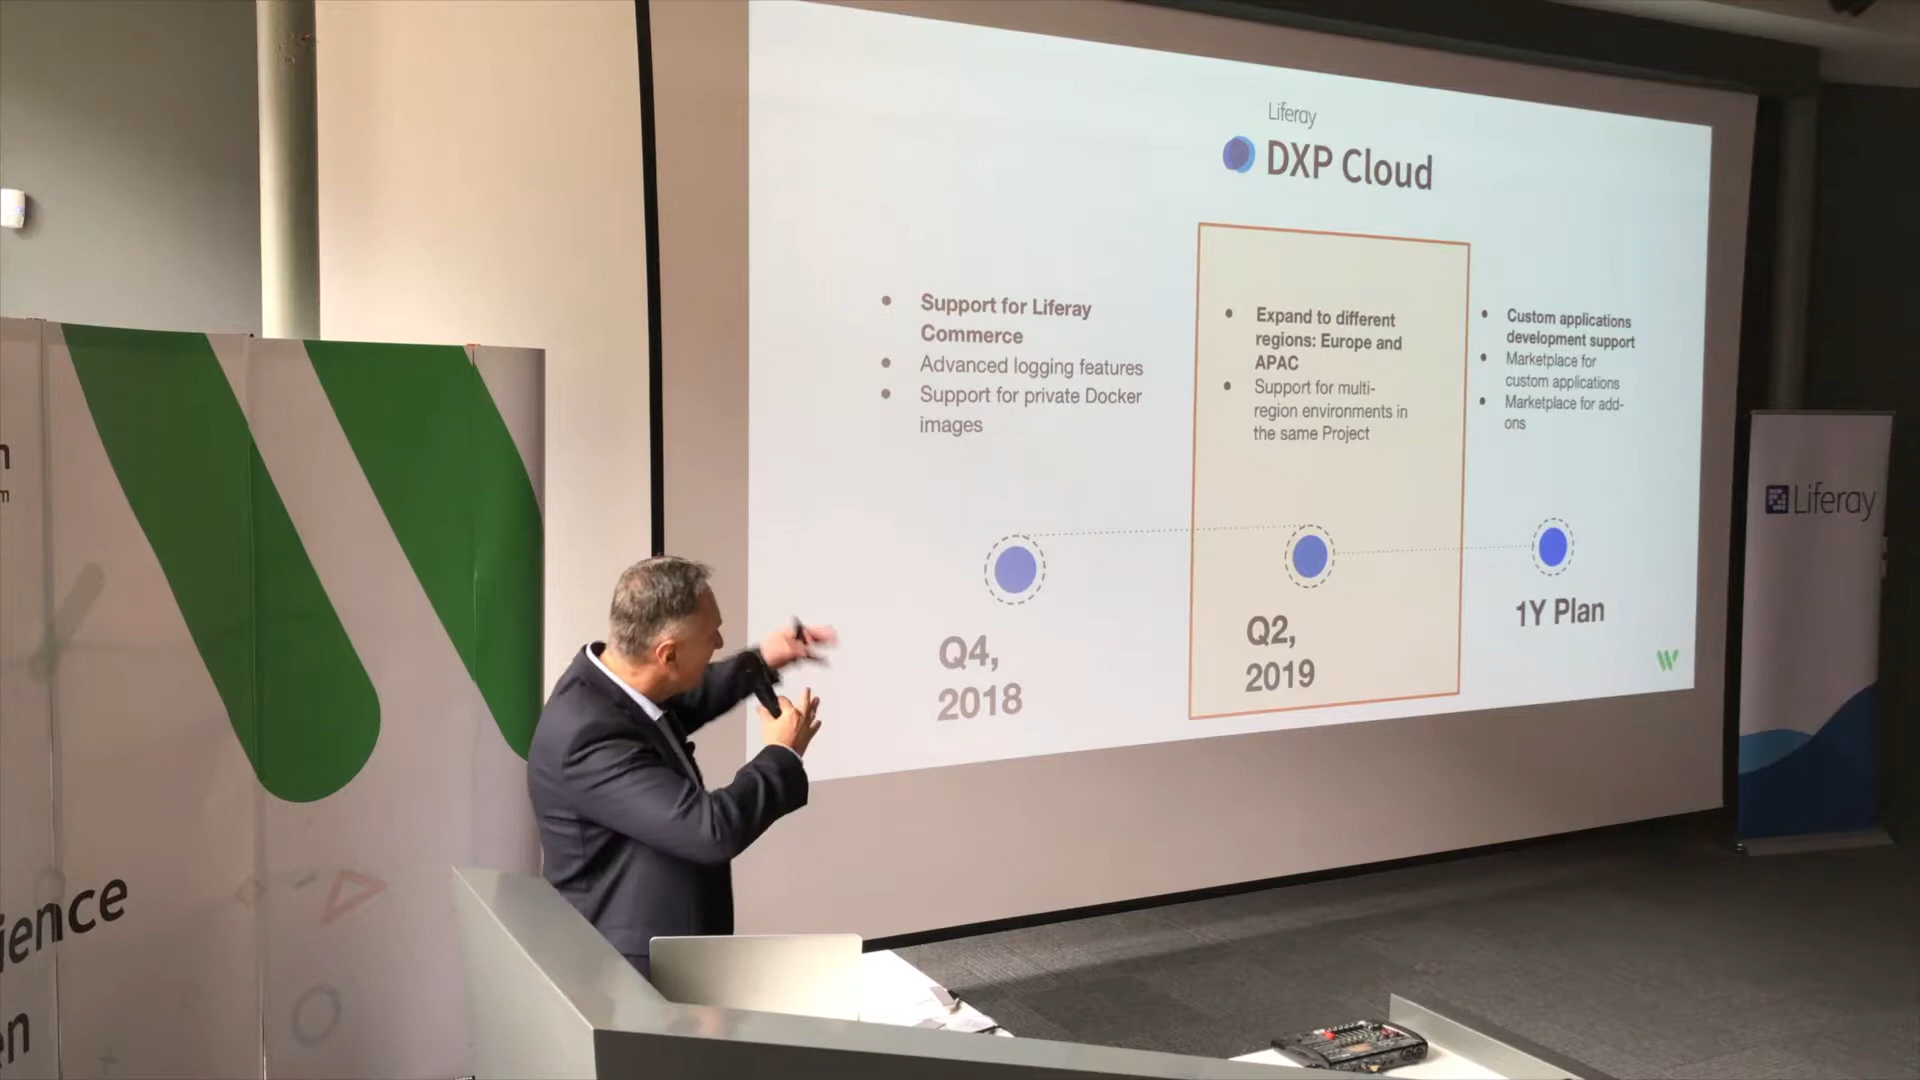 Liferay
DXP Cloud
Support for Liferay
Commerce
Advanced logging features
Support for private Docker
images
Expand to different
regions: Europe and
APAC
Support for multi-
region environments in
the same Project
Custom applications
development support
Marketplace for
custom applications
Marketplace for add-
ons
Q4,
2018
Q2,
2019
1Y Plan
Liferay
ience